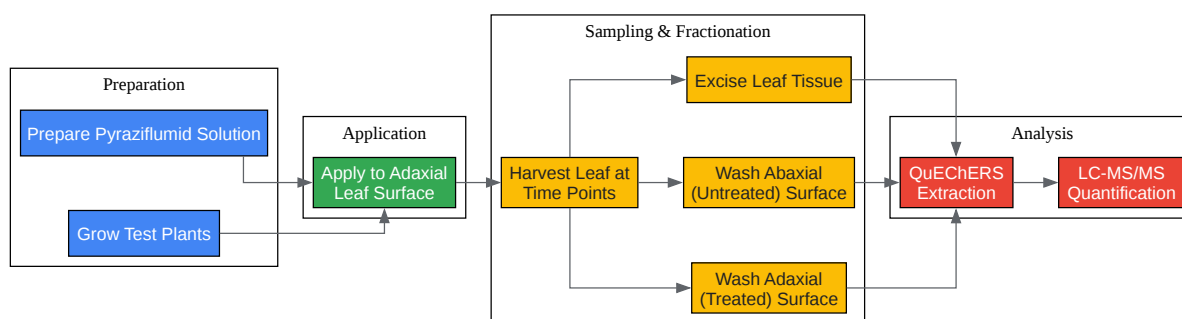 Preparation
Prepare Pyraziflumid Solution
Grow Test Plants
Application
Apply to Adaxial
Leaf Surface
Sampling & Fractionation
Harvest Leaf at
Time Points
Excise Leaf Tissue
Wash Abaxial
(Untreated) Surface
Wash Adaxial
(Treated) Surface
Analysis
QuEChERS
Extraction
LC-MS/MS
Quantification